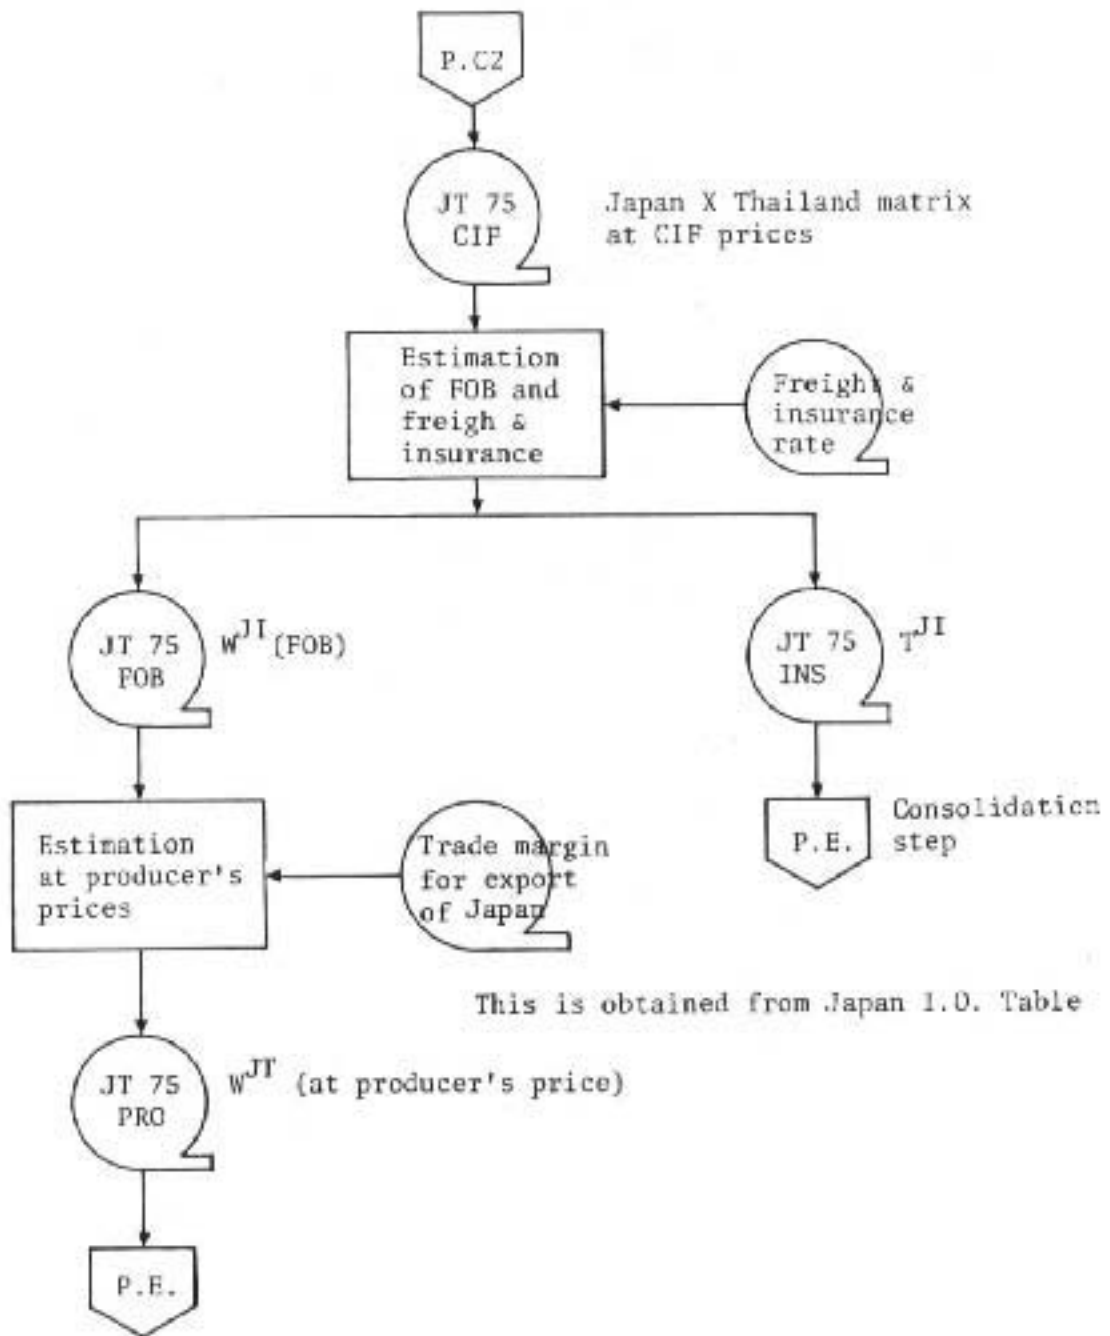 P.C2
JT 75
CIF
Japan X Thailand matrix
at CIF prices
Estimation
of FOB and
freigh &
insurance
Freight &
insurance
rate
JT 75
FOB
W^JI (FOB)
JT 75
INS
T^JI
Estimation
at producer's
prices
Trade margin
for export
of Japan
P.E.
Consolidation
step
This is obtained from Japan I.O. Table
JT 75
PRO
W^JT (at producer's price)
P.E.